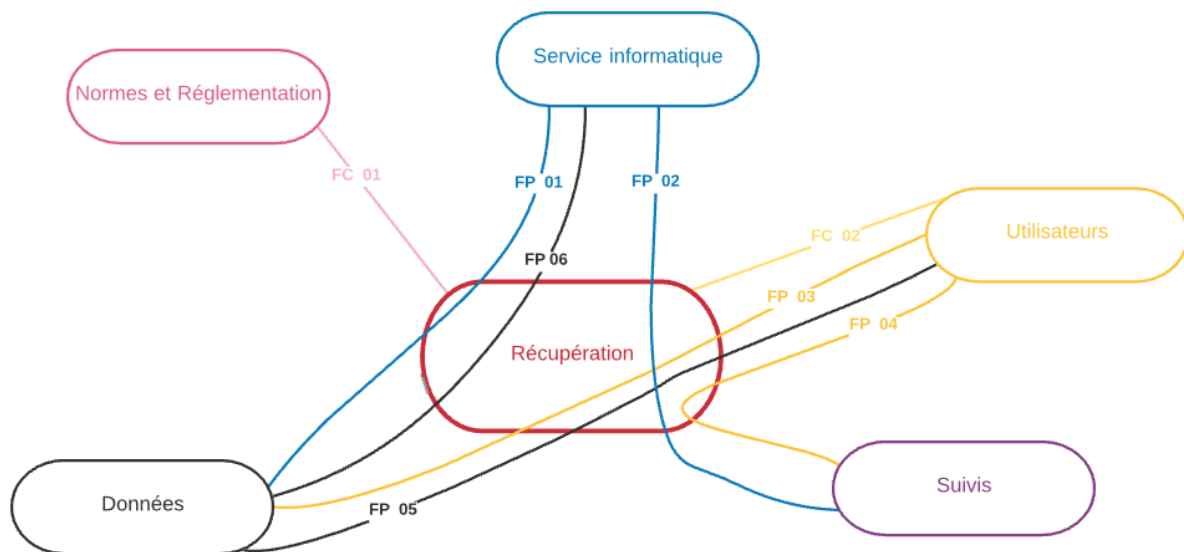 Service informatique
Normes et Réglementation
FC 01
FP 01
FP 02
Utilisateurs
FC 02
FP 06
FP 03
FP 04
Récupération
Suivis
Données
FP 05